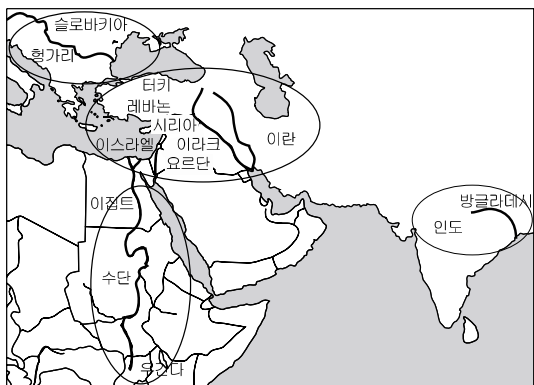 슬로바키아
헝가리
터키
레바논
시리아
이란
이스라엘 이라크
요르단
이집트
방글라데시
인도
수단
우간다